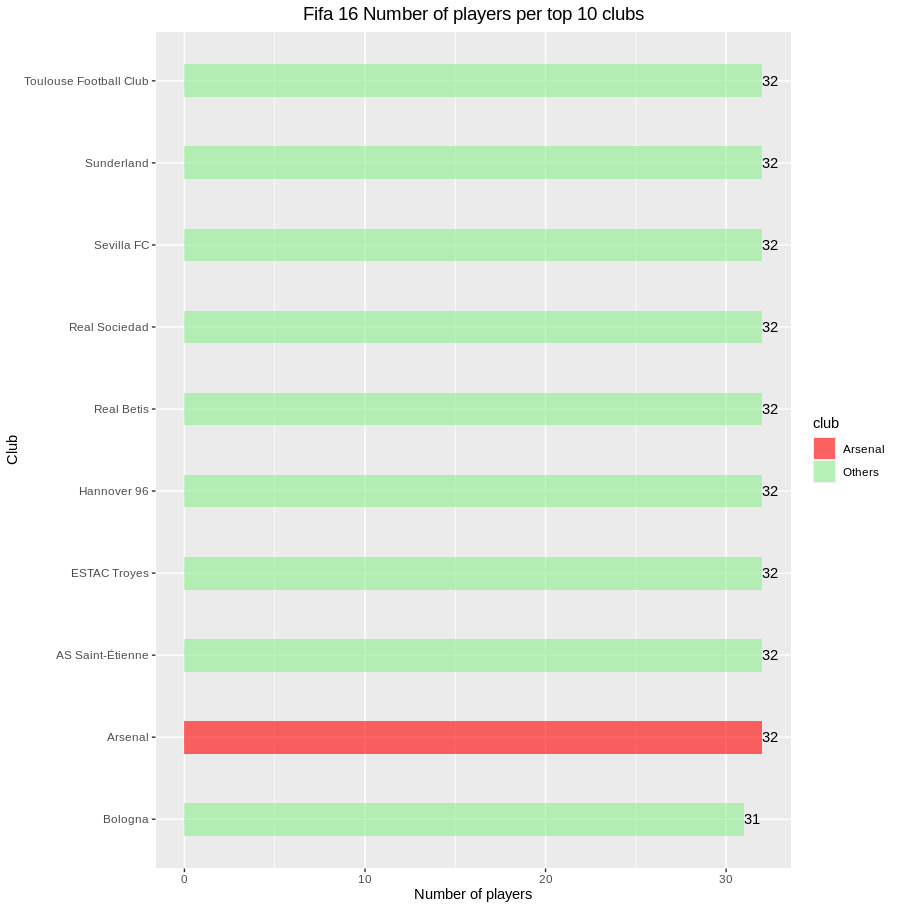 Fifa 16 Number of players per top 10 clubs
Toulouse Football Club 32
Sunderland 32
Sevilla FC 32
Real Sociedad 32
Real Betis 32
Hannover 96 32
ESTAC Troyes 32
AS Saint-Étienne 32
Arsenal 32
Bologna 31
0 10 20 30
Number of players
Club
club
Arsenal
Others